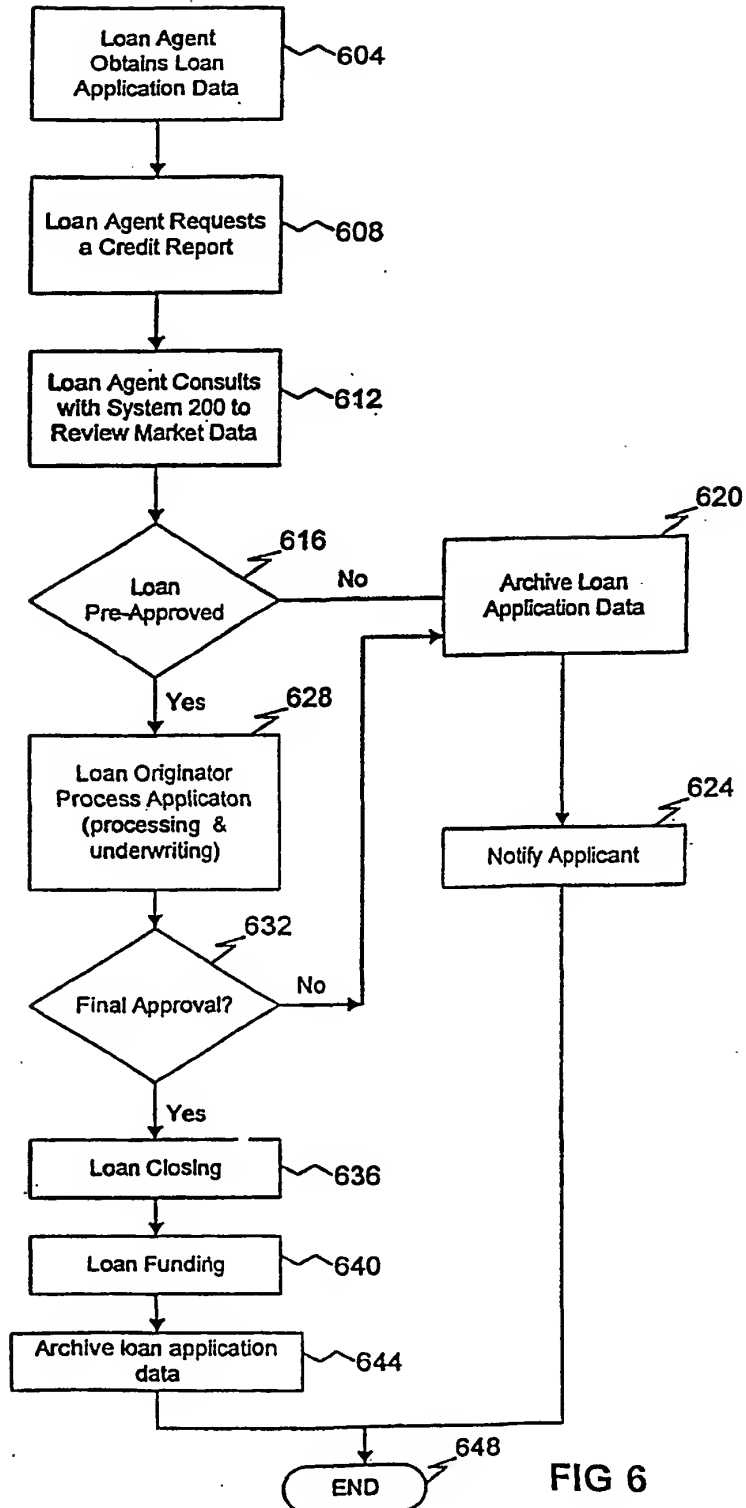 Loan Agent
Obtains Loan
Application Data
604
Loan Agent Requests
a Credit Report
608
Loan Agent Consults
with System 200 to
Review Market Data
612
616
Loan
Pre-Approved
No
620
Archive Loan
Application Data
Yes
628
Loan Originator
Process Applicaton
(processing &
underwriting)
624
Notify Applicant
632
Final Approval?
No
Yes
Loan Closing
636
Loan Funding
640
Archive loan application
data
644
648
END
FIG 6